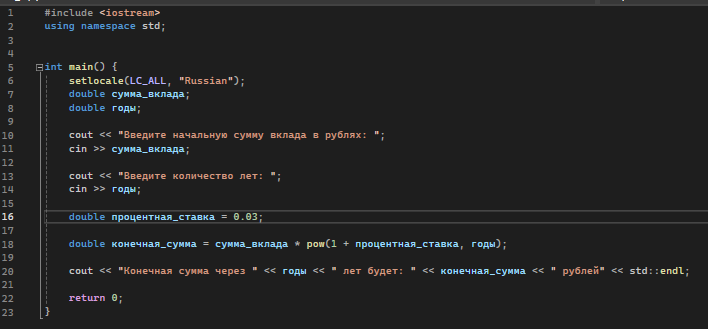 1 #include <iostream>
2 using namespace std;
3
4
5 int main() {
6 setlocale(LC_ALL, "Russian");
7 double сумма_вклада;
8 double годы;
9
10 cout << "Введите начальную сумму вклада в рублях: ";
11 cin >> сумма_вклада;
12
13 cout << "Введите количество лет: ";
14 cin >> годы;
15
16 double процентная_ставка = 0.03;
17
18 double конечная_сумма = сумма_вклада * pow(1 + процентная_ставка, годы);
19
20 cout << "Конечная сумма через " << годы << " лет будет: " << конечная_сумма << " рублей" << std::endl;
21
22 return 0;
23 }